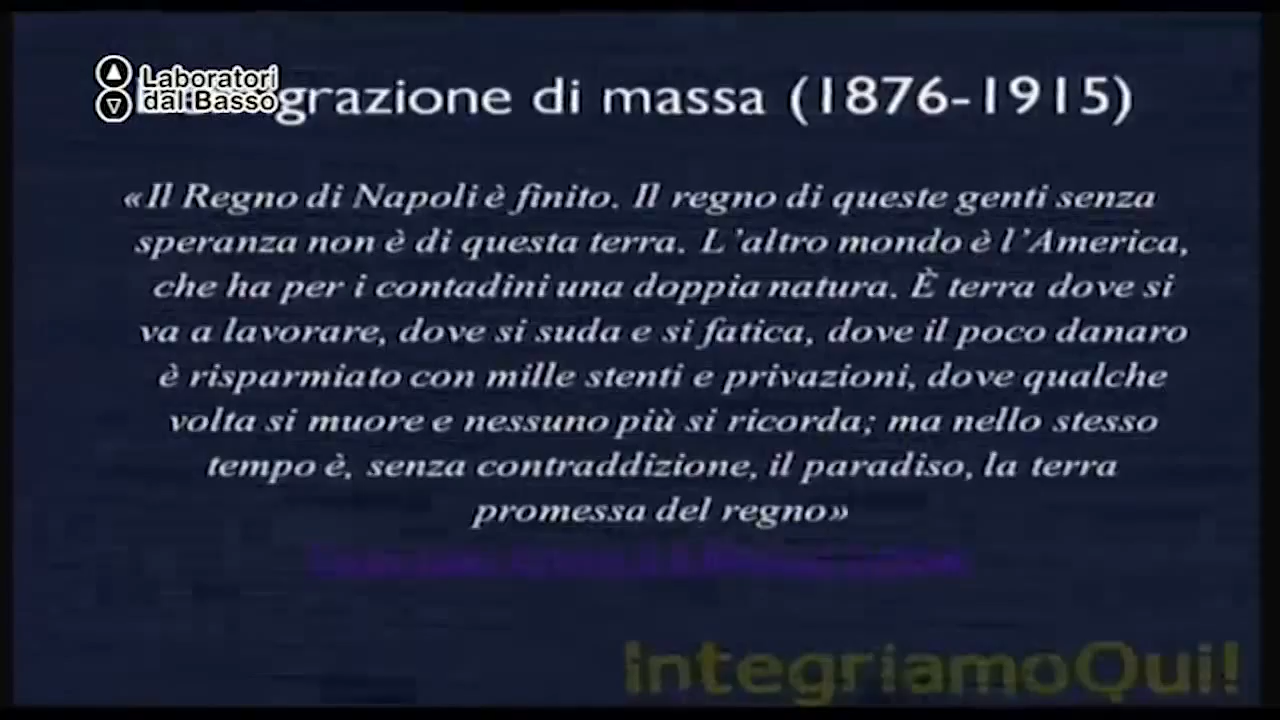 Laboratori
dal Basso
grazione di massa (1876-1915)
«Il Regno di Napoli è finito. Il regno di queste genti senza
speranza non è di questa terra. L'altro mondo è l'America,
che ha per i contadini una doppia natura. È terra dove si
va a lavorare, dove si suda e si fatica, dove il poco danaro
è risparmiato con mille stenti e privazioni, dove qualche
volta si muore e nessuno più si ricorda; ma nello stesso
tempo è, senza contraddizione, il paradiso, la terra
promessa del regno»
IntegriamoQui!